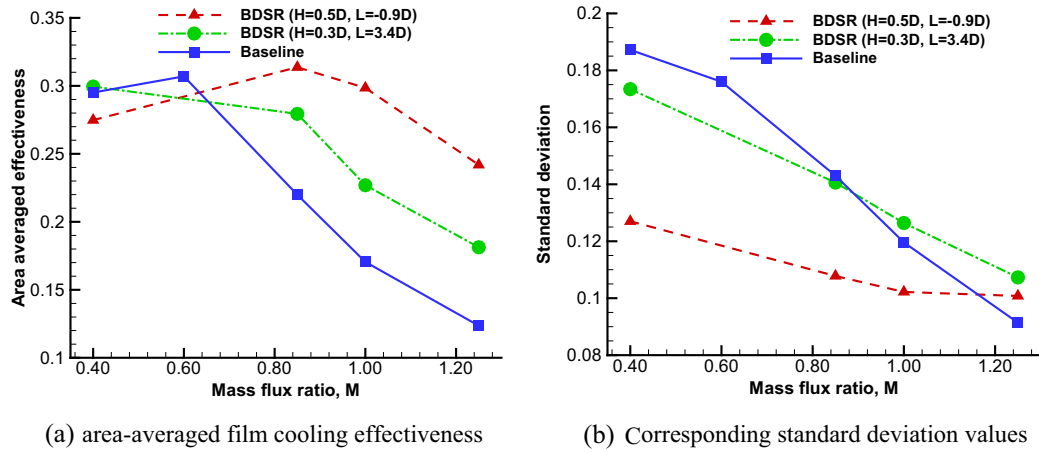 BDSR (H=0.5D, L=-0.9D)
BDSR (H=0.3D, L=3.4D)
Baseline
Area averaged effectiveness
0.35
0.3
0.25
0.2
0.15
0.1
0.40 0.60 0.80 1.00 1.20
Mass flux ratio, M
(a) area-averaged film cooling effectiveness
BDSR (H=0.5D, L=-0.9D)
BDSR (H=0.3D, L=3.4D)
Baseline
Standard deviation
0.2
0.18
0.16
0.14
0.12
0.1
0.08
0.40 0.60 0.80 1.00 1.20
Mass flux ratio, M
(b) Corresponding standard deviation values